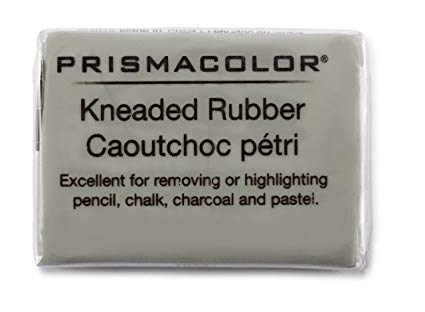 PRISMACOLOR®
Kneaded Rubber
Caoutchoc pétri
Excellent for removing or highlighting
pencil, chalk, charcoal and pastel.